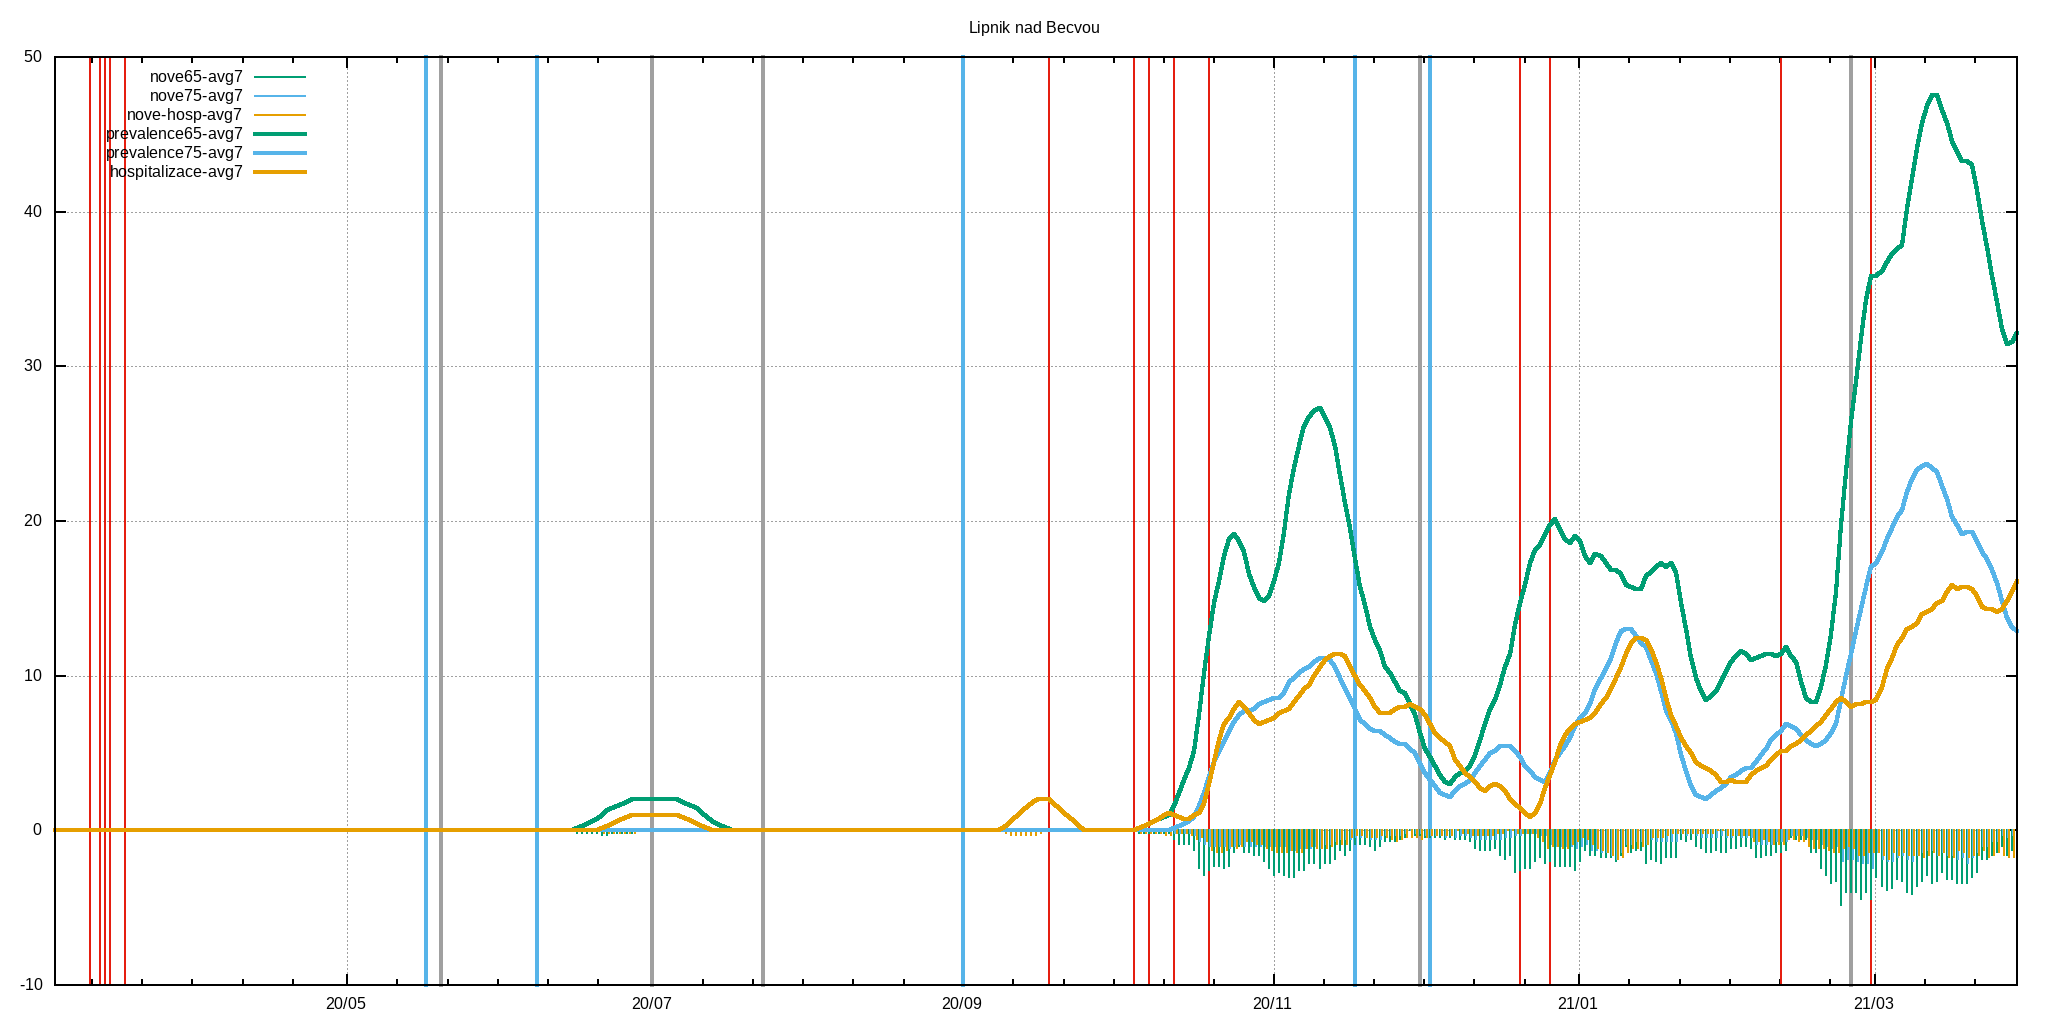 Lipnik nad Becvou
50
nove65-avg7
nove75-avg7
nove-hosp-avg7
prevalence65-avg7
prevalence75-avg7
hospitalizace-avg7
40
30
20
10
0
-10
20/05 20/07 20/09 20/11 21/01 21/03